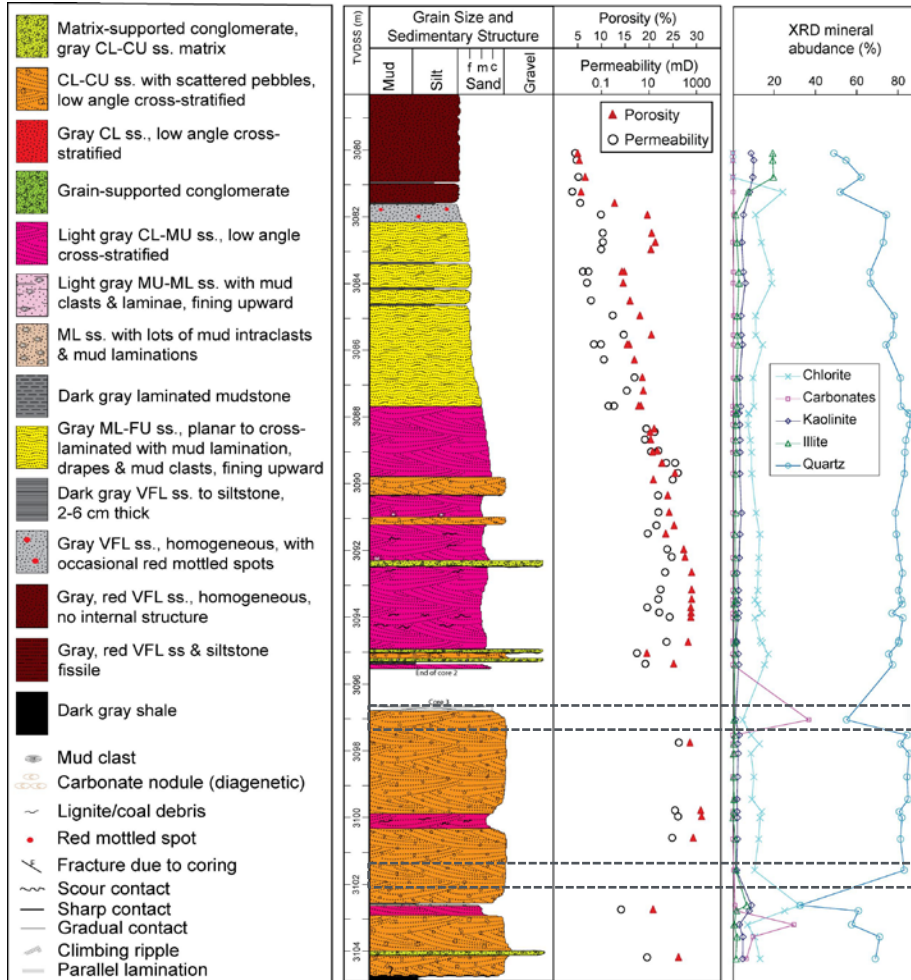 Matrix-supported conglomerate,
gray CL-CU ss. matrix
CL-CU ss. with scattered pebbles,
low angle cross-stratified
Gray CL ss., low angle cross-
stratified
Grain-supported conglomerate
Light gray CL-MU ss., low angle
cross-stratified
Light gray MU-ML ss. with mud
clasts & laminae, fining upward
ML ss. with lots of mud intraclasts
& mud laminations
Dark gray laminated mudstone
Gray ML-FU ss., planar to cross-
laminated with mud lamination,
drapes & mud clasts, fining upward
Dark gray VFL ss. to siltstone,
2-6 cm thick
Gray VFL ss., homogeneous, with
occasional red mottled spots
Gray, red VFL ss., homogeneous,
no internal structure
Gray, red VFL ss & siltstone
fissile
Dark gray shale
Mud clast
Carbonate nodule (diagenetic)
Lignite/coal debris
Red mottled spot
Fracture due to coring
Scour contact
Sharp contact
Gradual contact
Climbing ripple
Parallel lamination
TVDSS (m)
Grain Size and
Sedimentary Structure
Mud
Silt
f m c
Sand
Gravel
3080
3082
3084
3086
3088
3090
3092
3094
3096
3098
3100
3102
3104
End of core 2
Core 3
?
Porosity (%)
5 10 15 20 25 30
Permeability (mD)
0.1 10 1000
Porosity
Permeability
XRD mineral
abudance (%)
20 40 60 80
Chlorite
Carbonates
Kaolinite
Illite
Quartz